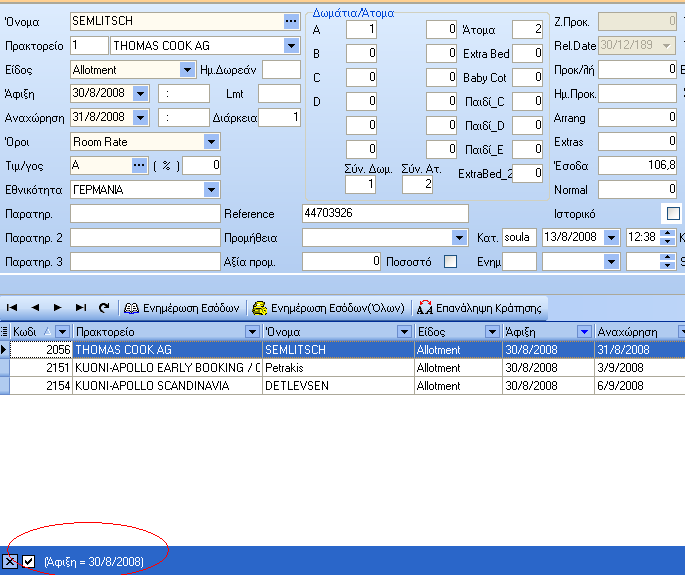 Όνομα SEMLITSCH ... Δωμάτια/Άτομα Ζ.Προκ. 0
Πρακτορείο 1 THOMAS COOK AG A 1 0 Άτομα 2 Rel.Date 30/12/189
Είδος Allotment Ημ.Δωρεάν B 0 0 Extra Bed 0 Προκ/λή 0
Άφιξη 30/8/2008 : Lmt C 0 0 Baby Cot 0 Ημ.Προκ.
Αναχώρηση 31/8/2008 : Διάρκεια 1 D 0 0 Παιδί_C 0 Arrang 0
Όροι Room Rate 0 0 Παιδί_D 0 Extras 0
Τιμ/γος A ... ( % ) 0 0 0 Παιδί_E 0 Έσοδα 106,8
Εθνικότητα ΓΕΡΜΑΝΙΑ Σύν. Δωμ. 1 Σύν. Ατ. 2 ExtraBed_2 0 Normal 0
Παρατηρ. Reference 44703926 Ιστορικό
Παρατηρ. 2 Προμήθεια Κατ. soula 13/8/2008 12:38
Παρατηρ. 3 Αξία προμ. 0 Ποσοστό Ενημ
Ενημέρωση Εσόδων Ενημέρωση Εσόδων(Όλων) Επανάληψη Κράτησης
Κωδι Πρακτορείο Όνομα Είδος Άφιξη Αναχώρηση
2056 THOMAS COOK AG SEMLITSCH Allotment 30/8/2008 31/8/2008
2151 KUONI-APOLLO EARLY BOOKING / C Petrakis Allotment 30/8/2008 3/9/2008
2154 KUONI-APOLLO SCANDINAVIA DETLEVSEN Allotment 30/8/2008 6/9/2008
(Άφιξη = 30/8/2008)